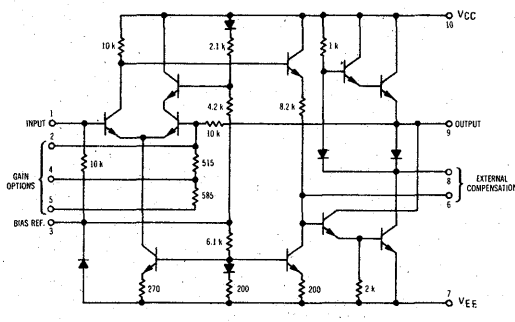 10 k
2.1 k
1 k
VCC
10
4.2 k
8.2 k
INPUT
1
10 k
OUTPUT
9
2
10 k
515
GAIN
OPTIONS
4
585
8
EXTERNAL
COMPENSATION
6
5
BIAS REF.
3
6.1 k
270
200
200
2 k
7
VEE